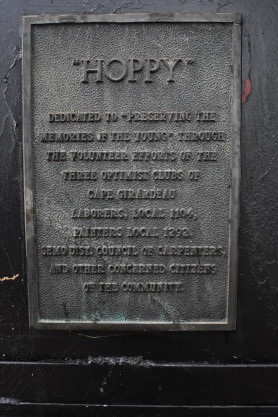 "HOPPY"
DEDICATED TO "PRESERVING THE
MEMORIES OF THE YOUNG" THROUGH
THE VOLUNTEER EFFORTS OF THE
THREE OPTIMIST CLUBS OF
CAPE GIRARDEAU
LABORERS, LOCAL 1104,
PAINTERS LOCAL 1292,
SEMO DIST. COUNCIL OF CARPENTERS,
AND OTHER CONCERNED CITIZENS
OF THE COMMUNITY.